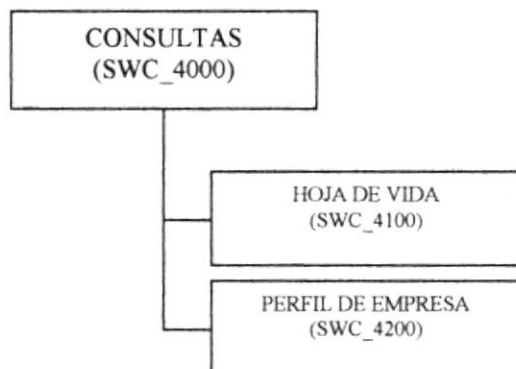 CONSULTAS
(SWC_4000)
HOJA DE VIDA
(SWC_4100)
PERFIL DE EMPRESA
(SWC_4200)